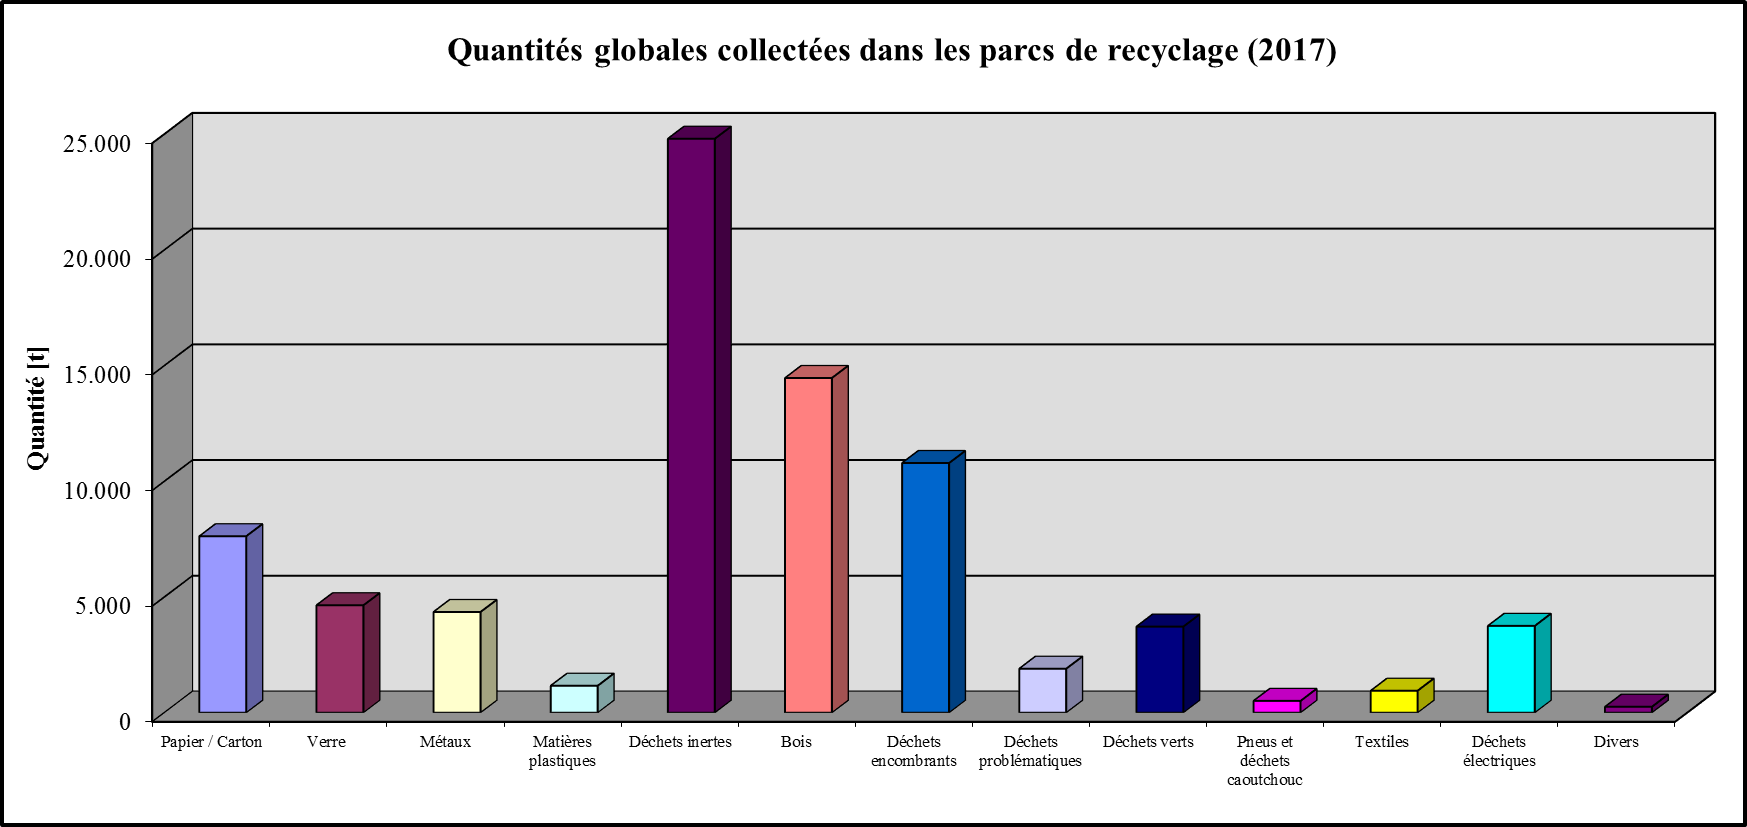 Quantités globales collectées dans les parcs de recyclage (2017)
Quantité [t]
25.000
20.000
15.000
10.000
5.000
0
Papier / Carton
Verre
Métaux
Matières
plastiques
Déchets inertes
Bois
Déchets
encombrants
Déchets
problématiques
Déchets verts
Pneus et
déchets
caoutchouc
Textiles
Déchets
électriques
Divers